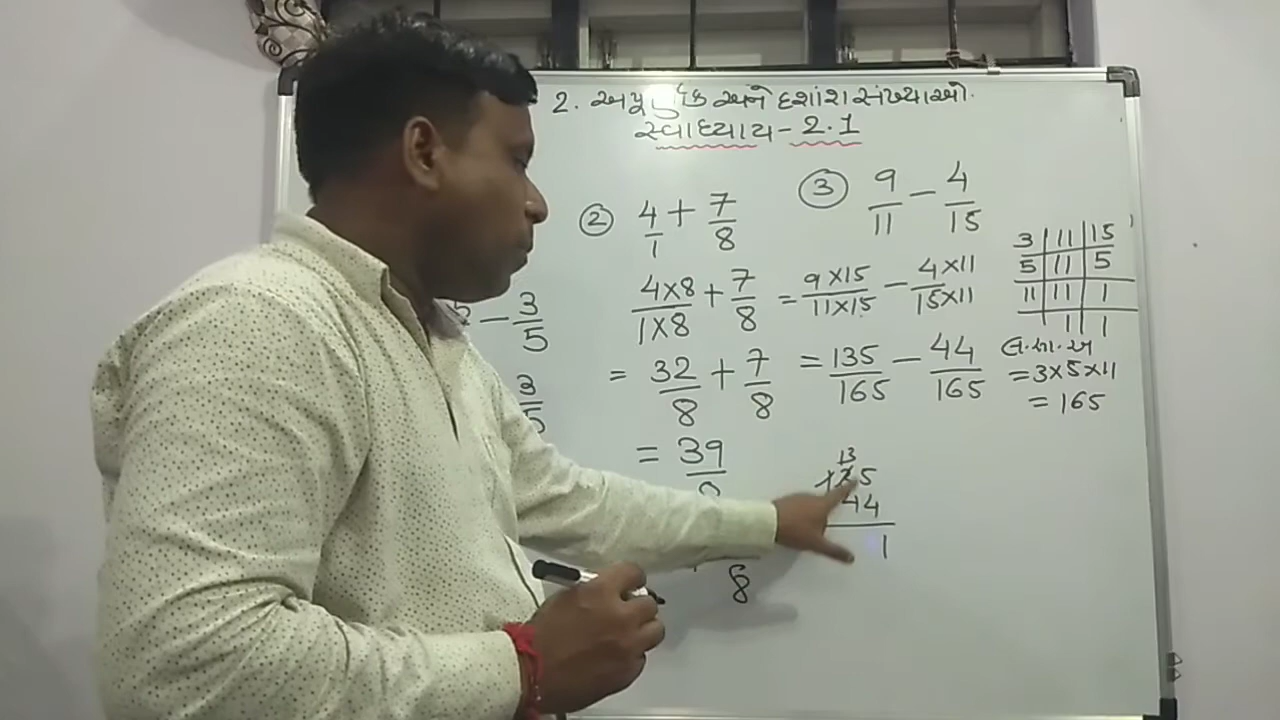 2. અપૂર્ણાંક અને દશાંશ સંખ્યાઓ.
સ્વાધ્યાય - 2.1
- 3/5
3/5
② 4/1 + 7/8
4×8/1×8 + 7/8
= 32/8 + 7/8
= 39/8
8
③ 9/11 - 4/15
= 9×15/11×15 - 4×11/15×11
= 135/165 - 44/165
13
5
44
1
3 | 11 | 15
5 | 11 | 5
11 | 11 | 1
1 | 1
લ.સા.અ
= 3×5×11
= 165